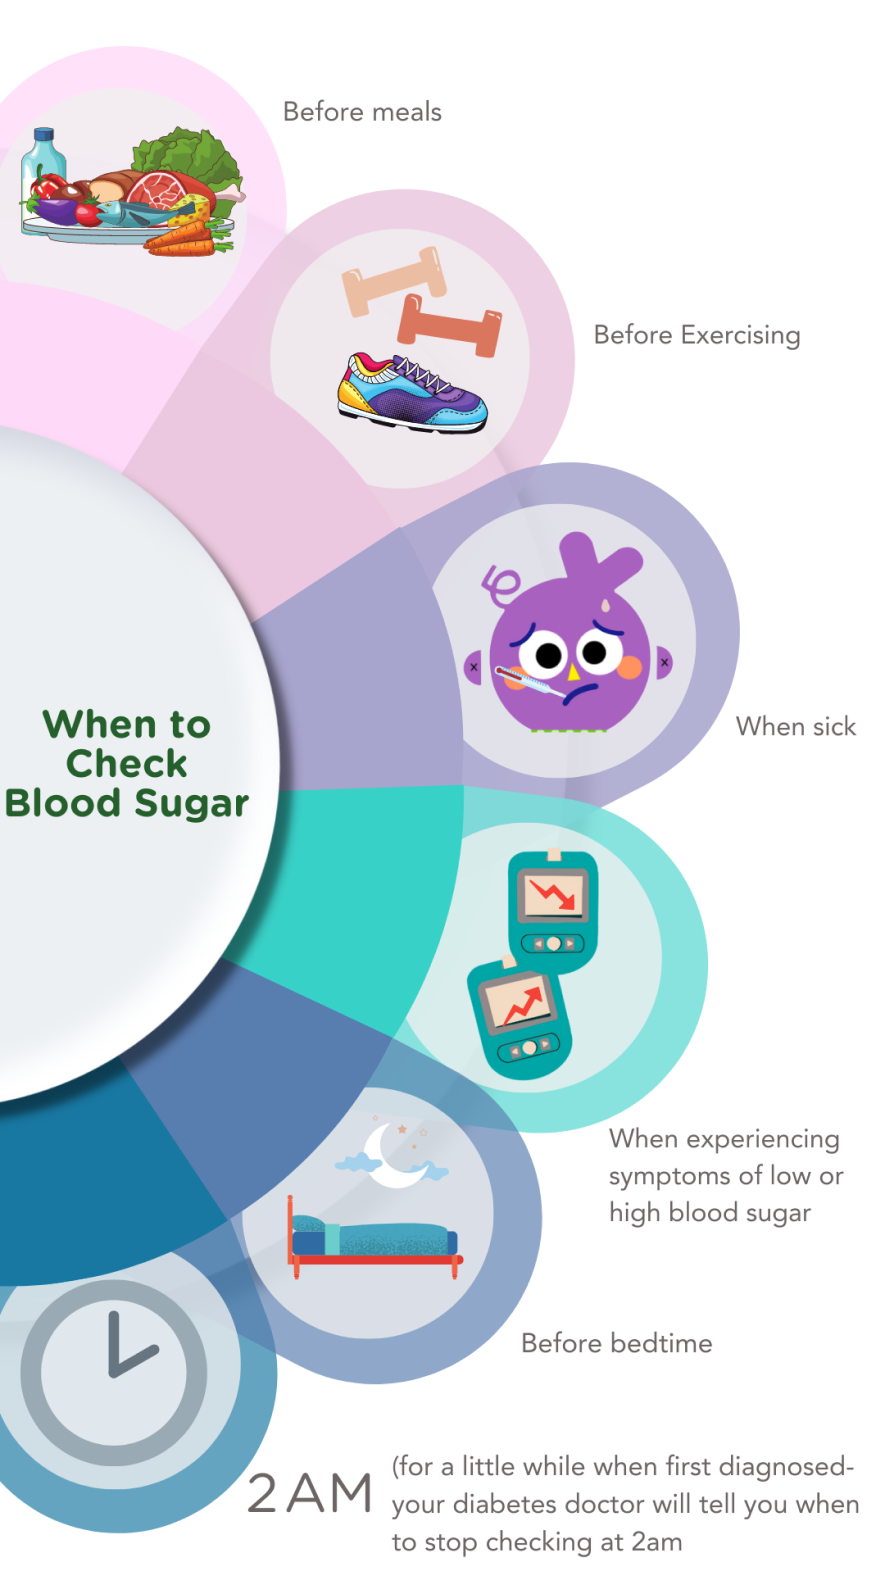 Before meals
Before Exercising
When sick
When to
Check
Blood Sugar
When experiencing
symptoms of low or
high blood sugar
Before bedtime
2 AM
(for a little while when first diagnosed-
your diabetes doctor will tell you when
to stop checking at 2am